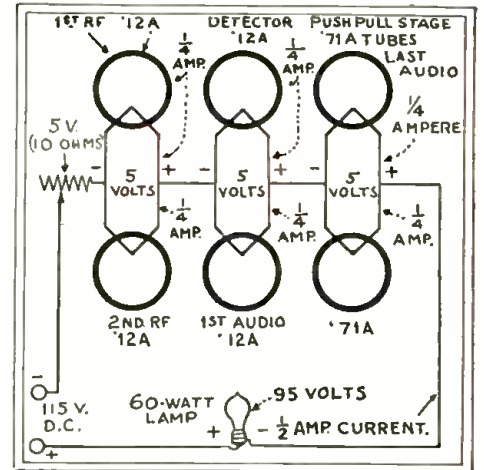 1ST RF
'12A
DETECTOR
'12A
PUSH PULL STAGE
'71A TUBES
LAST
AUDIO
1/4
AMP.
1/4
AMP.
1/4
AMPERE
5 V.
(10 OHMS)
- 5 +
VOLTS
- 5 +
VOLTS
- 5 +
VOLTS
1/4
AMP.
1/4
AMP.
1/4
AMP.
2ND. RF
'12A
1ST AUDIO
'12A
'71A
-
115 V.
D.C.
+
60-WATT
LAMP
95 VOLTS
+ - 1/2 AMP. CURRENT.